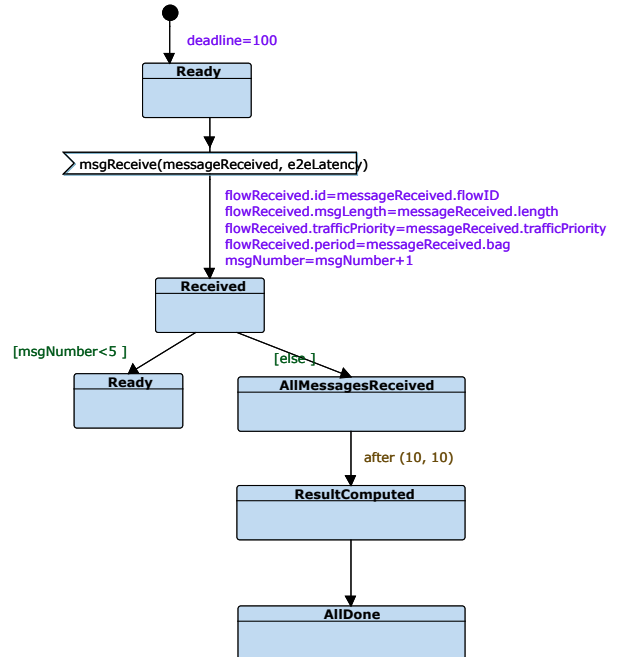 deadline=100
Ready
msgReceive(messageReceived, e2eLatency)
flowReceived.id=messageReceived.flowID
flowReceived.msgLength=messageReceived.length
flowReceived.trafficPriority=messageReceived.trafficPriority
flowReceived.period=messageReceived.bag
msgNumber=msgNumber+1
Received
[msgNumber<5 ]
[else ]
Ready
AllMessagesReceived
after (10, 10)
ResultComputed
AllDone